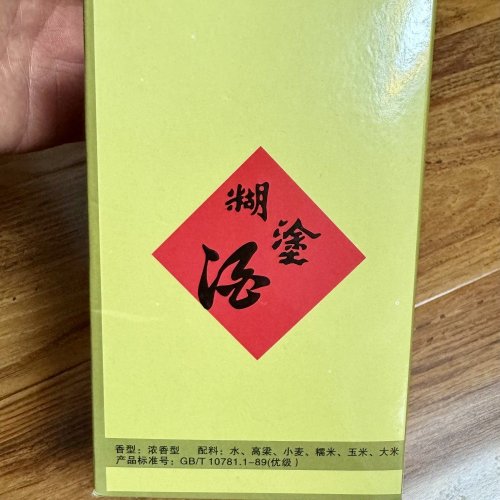 糊
塗
酒
香型：浓香型 配料：水、高粱、小麦、糯米、玉米、大米
产品标准号：GB/T 10781.1-89(优级)